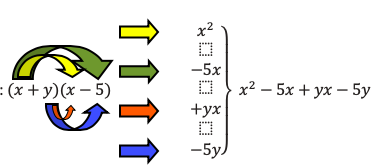 : (x + y)(x − 5)
x²
−5x
+yx
−5y
x² − 5x + yx − 5y